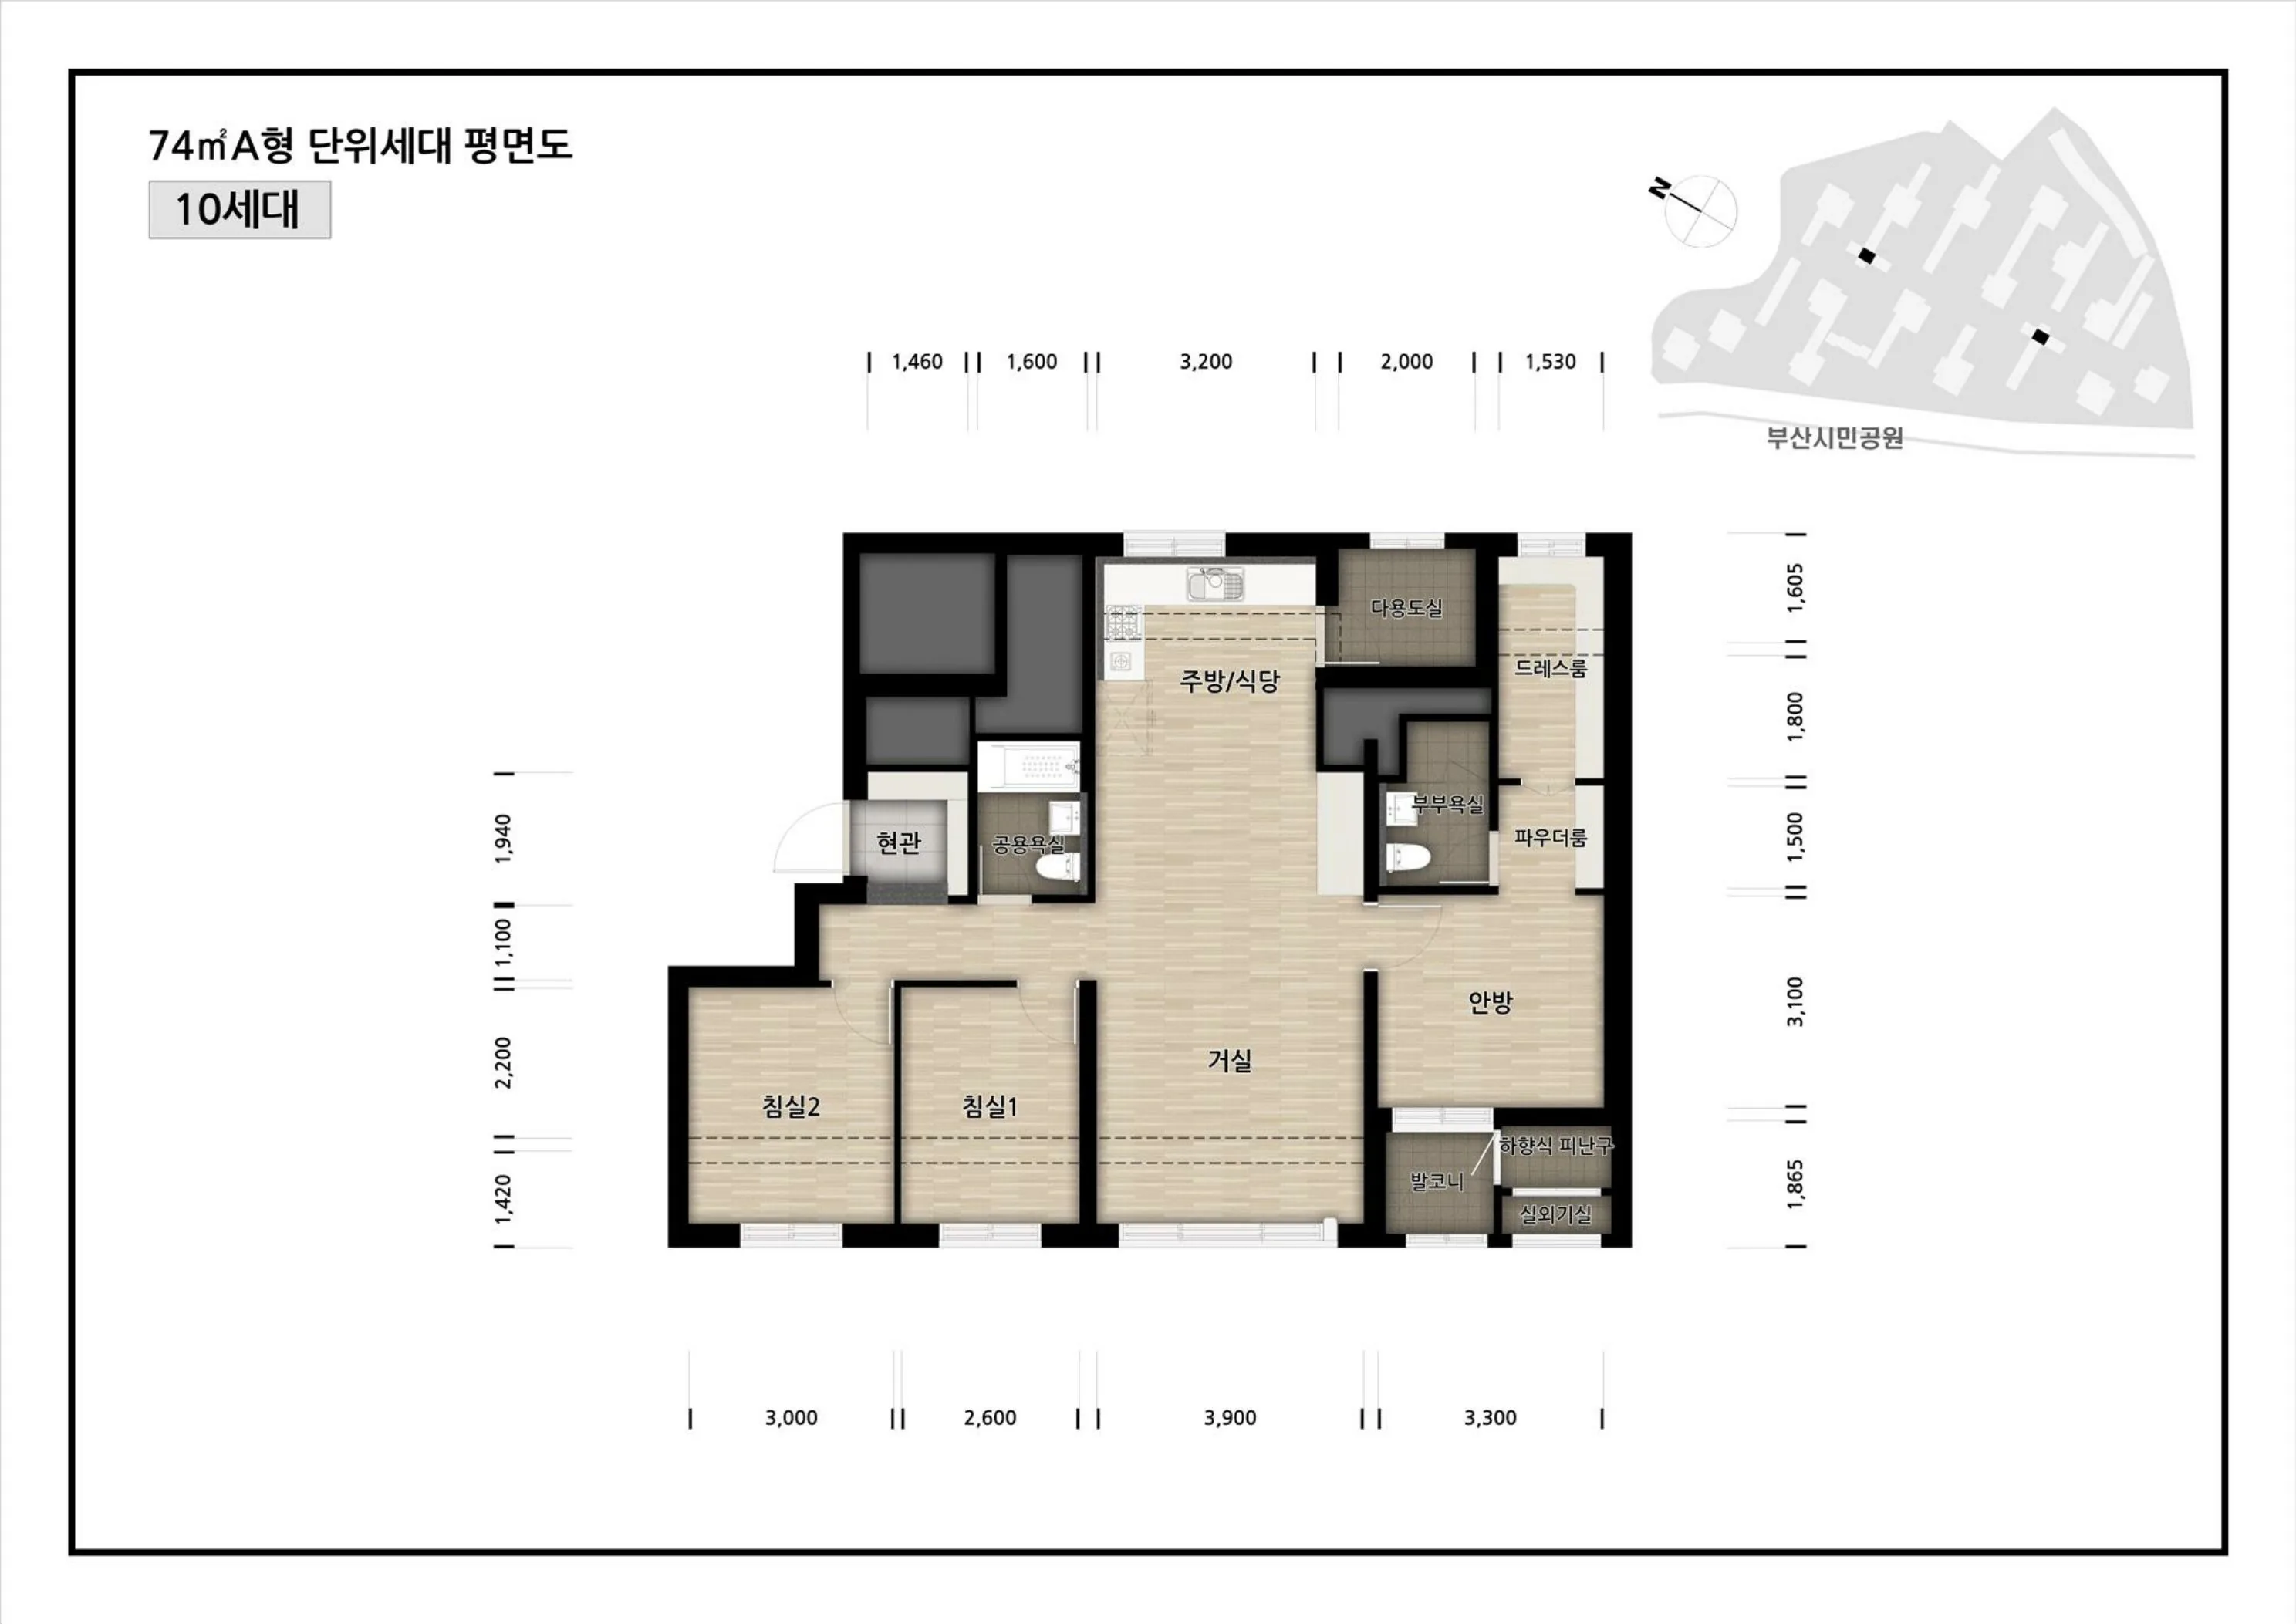 74㎡A형 단위세대 평면도
10세대
N
부산시민공원
1,460
1,600
3,200
2,000
1,530
다용도실
드레스룸
주방/식당
부부욕실
파우더룸
현관
공용욕실
안방
거실
침실2
침실1
하향식 피난구
발코니
실외기실
1,940
1,100
2,200
1,420
1,605
1,800
1,500
3,100
1,865
3,000
2,600
3,900
3,300